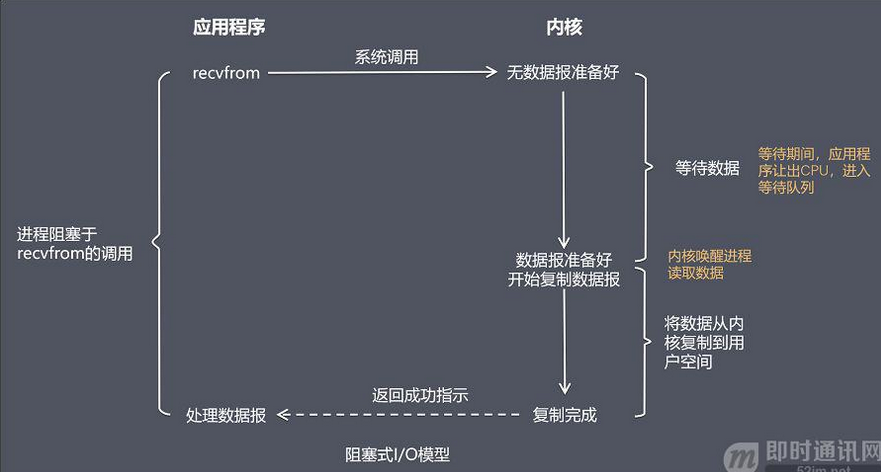 应用程序
内核
系统调用
recvfrom
无数据报准备好
等待数据
等待期间，应用程
序让出CPU，进入
等待队列
进程阻塞于
recvfrom的调用
数据报准备好
开始复制数据报
内核唤醒进程
读取数据
将数据从内
核复制到用
户空间
返回成功指示
处理数据报
复制完成
阻塞式I/O模型
即时通讯网
52im.net